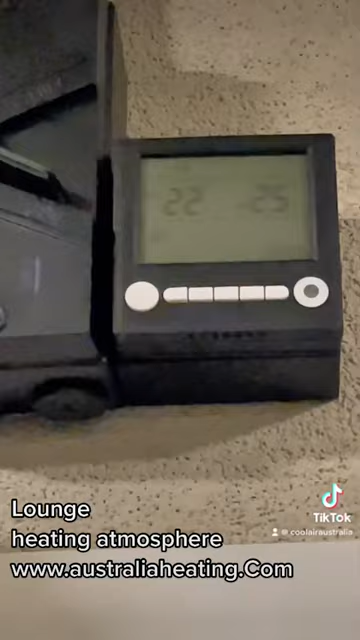 22 25
TikTok
@ coolairaustralia
Lounge
heating atmosphere
www.australiaheating.Com